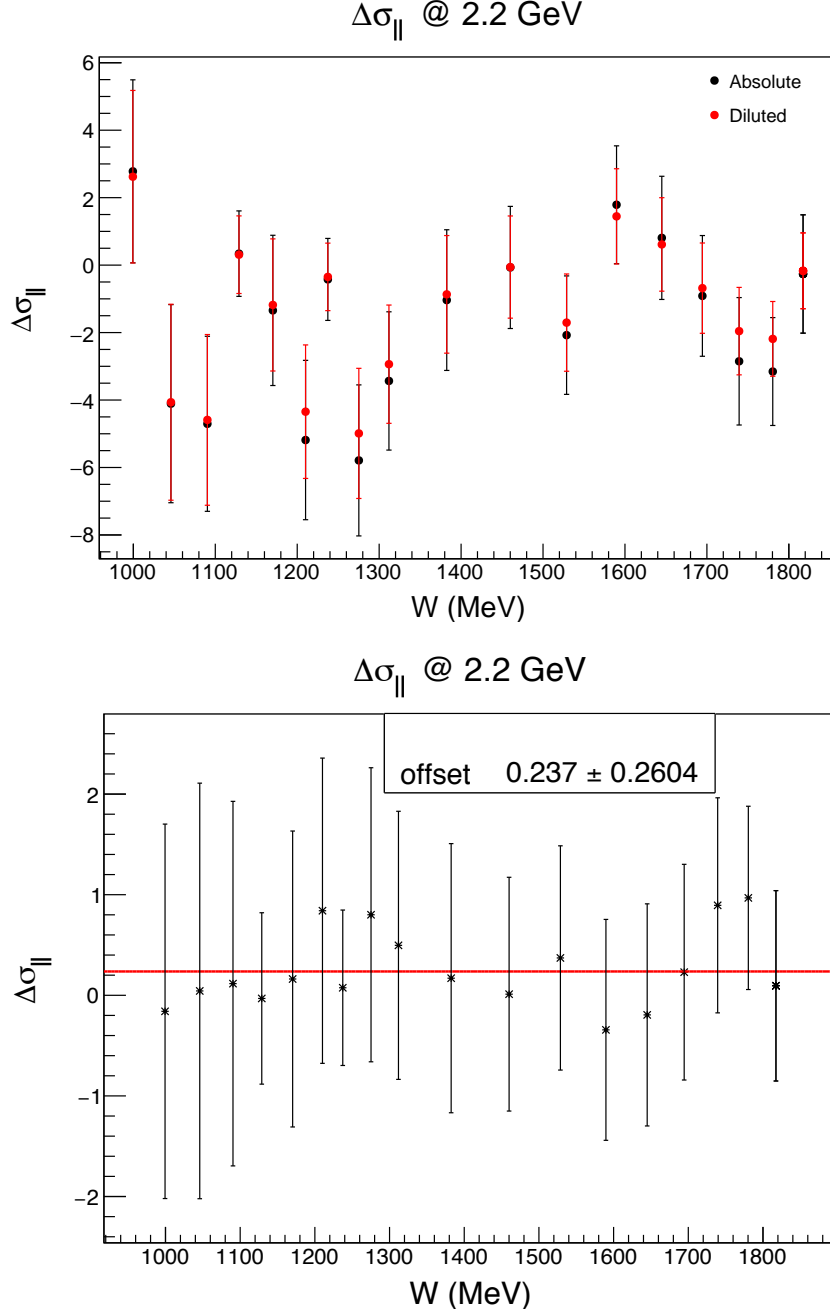 Δσ∥ @ 2.2 GeV
6
4
2
0
−2
−4
−6
−8
Δσ∥
Absolute
Diluted
1000 1100 1200 1300 1400 1500 1600 1700 1800
W (MeV)
Δσ∥ @ 2.2 GeV
offset 0.237 ± 0.2604
2
1
0
−1
−2
Δσ∥
1000 1100 1200 1300 1400 1500 1600 1700 1800
W (MeV)